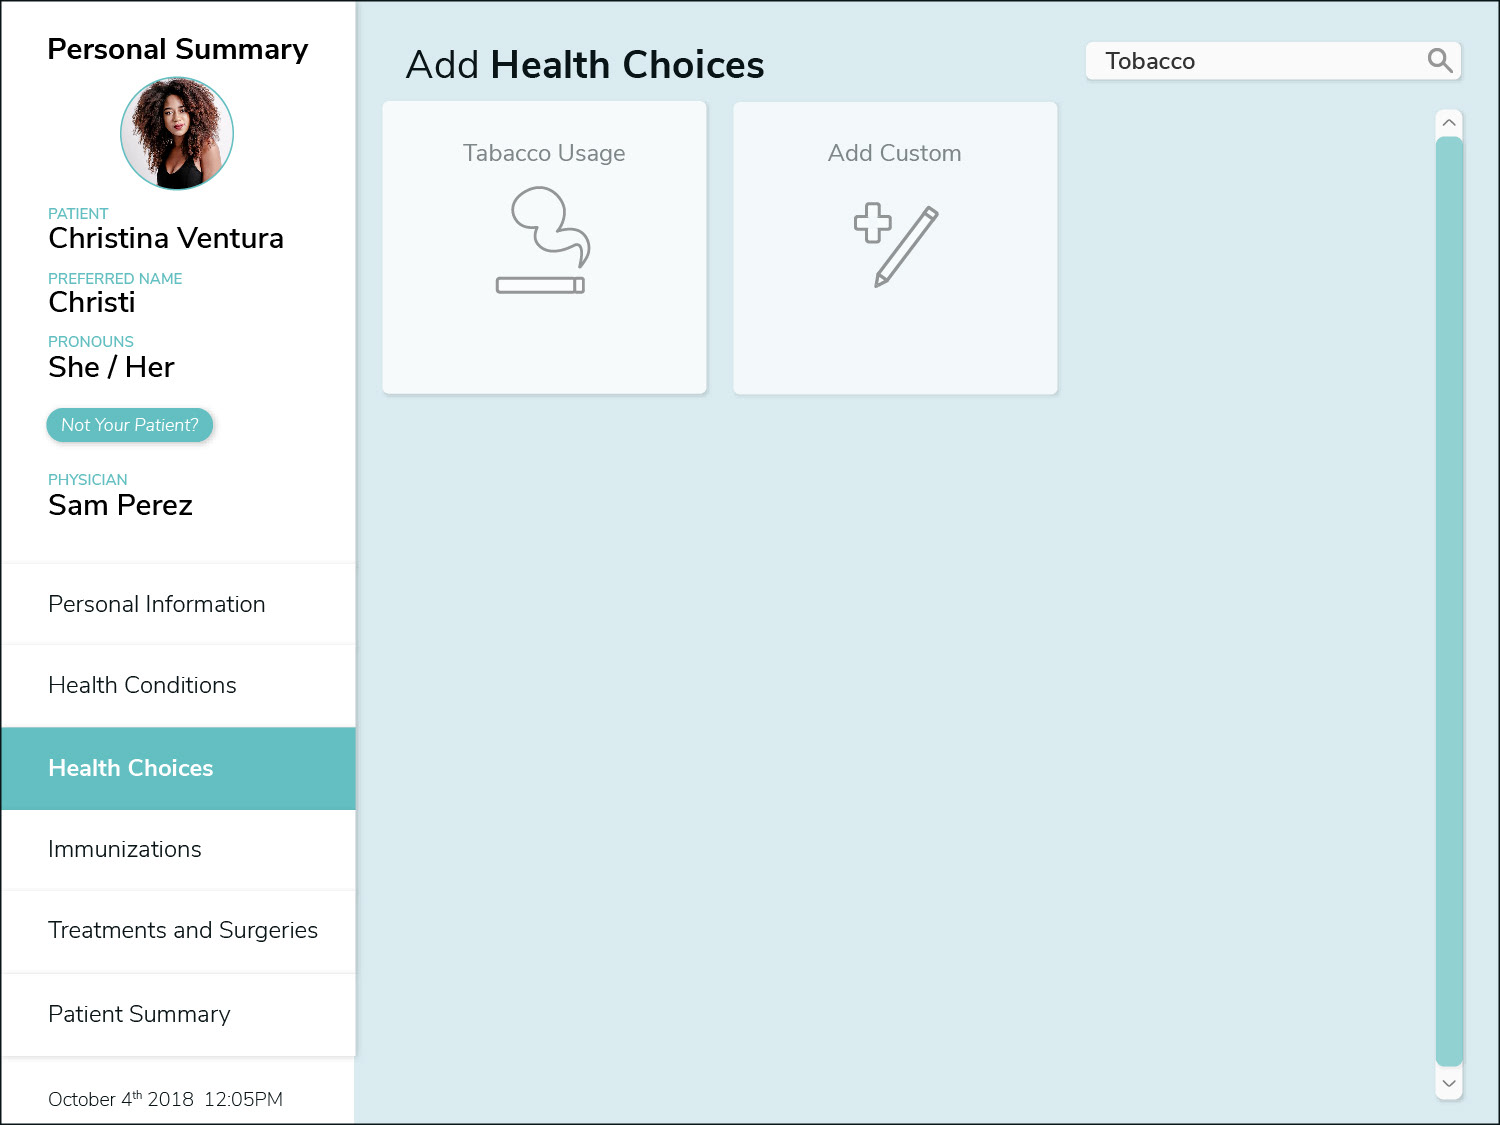 Personal Summary
PATIENT
Christina Ventura
PREFERRED NAME
Christi
PRONOUNS
She / Her
Not Your Patient?
PHYSICIAN
Sam Perez
Personal Information
Health Conditions
Health Choices
Immunizations
Treatments and Surgeries
Patient Summary
October 4th 2018 12:05PM
Add Health Choices
Tobacco
Tabacco Usage
Add Custom